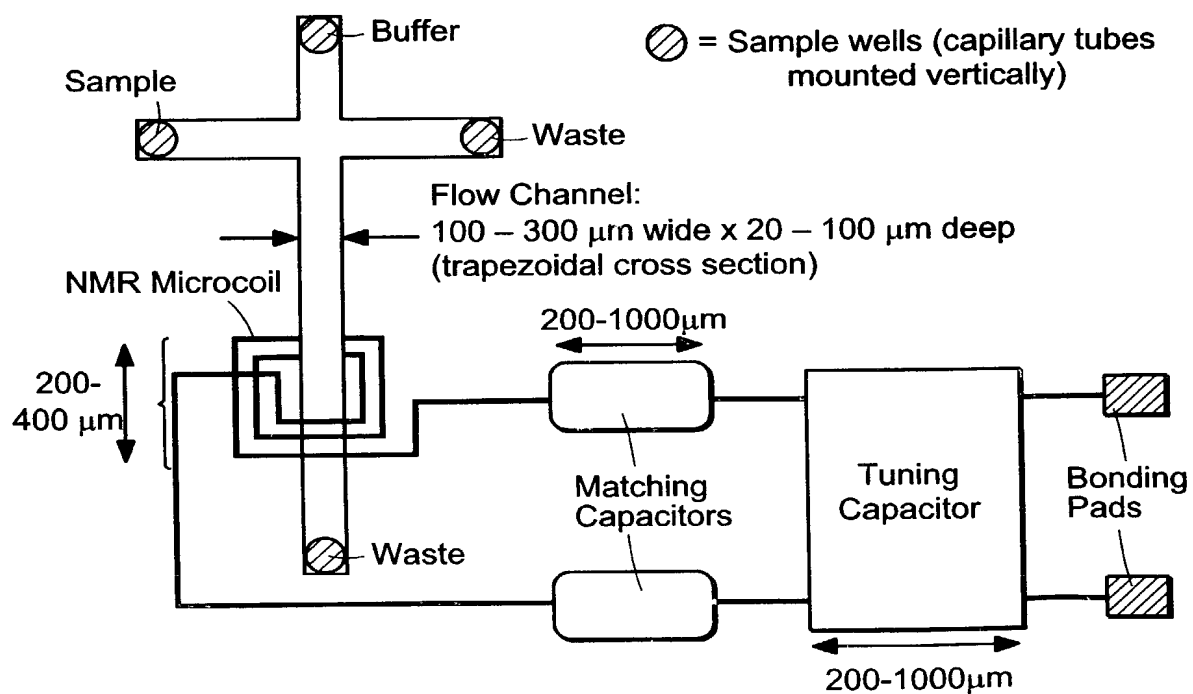 Buffer
= Sample wells (capillary tubes
mounted vertically)
Sample
Waste
Flow Channel:
100 – 300 μm wide x 20 – 100 μm deep
(trapezoidal cross section)
NMR Microcoil
200-1000μm
200-
400 μm
Matching
Capacitors
Tuning
Capacitor
Bonding
Pads
Waste
200-1000μm